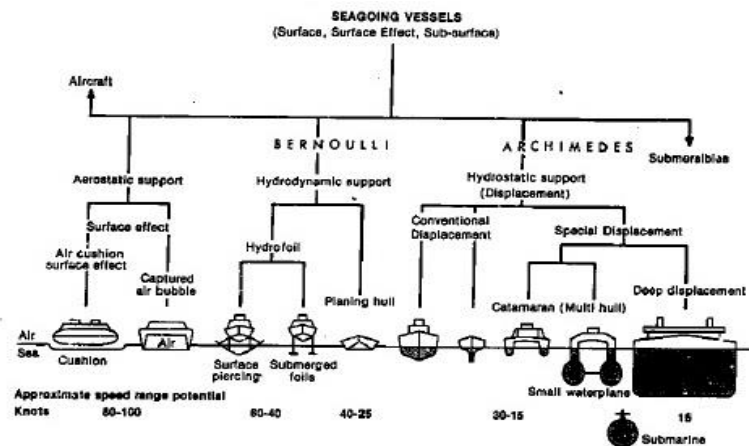 SEAGOING VESSELS
(Surface, Surface Effect, Sub-surface)
Aircraft
BERNOULLI
ARCHIMEDES
Submersibles
Aerostatic support
Hydrodynamic support
Hydrostatic support
(Displacement)
Surface effect
Conventional
Displacement
Special Displacement
Air cushion
surface effect
Hydrofoil
Captured
air bubble
Planing hull
Catamaran (Multi hull)
Deep displacement
Air
Sea
Cushion
Air
Surface
piercing
Submerged
foils
Small waterplane
Approximate speed range potential
Knots 80-100 60-40 40-25 30-15 15
Submarine